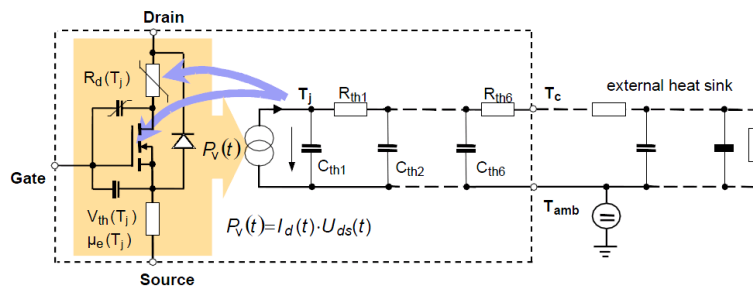 Drain
R_d(T_j)
T_j
R_th1
R_th6
T_c
external heat sink
P_v(t)
C_th1
C_th2
C_th6
Gate
V_th(T_j)
μ_e(T_j)
P_v(t)=I_d(t)·U_ds(t)
T_amb
Source